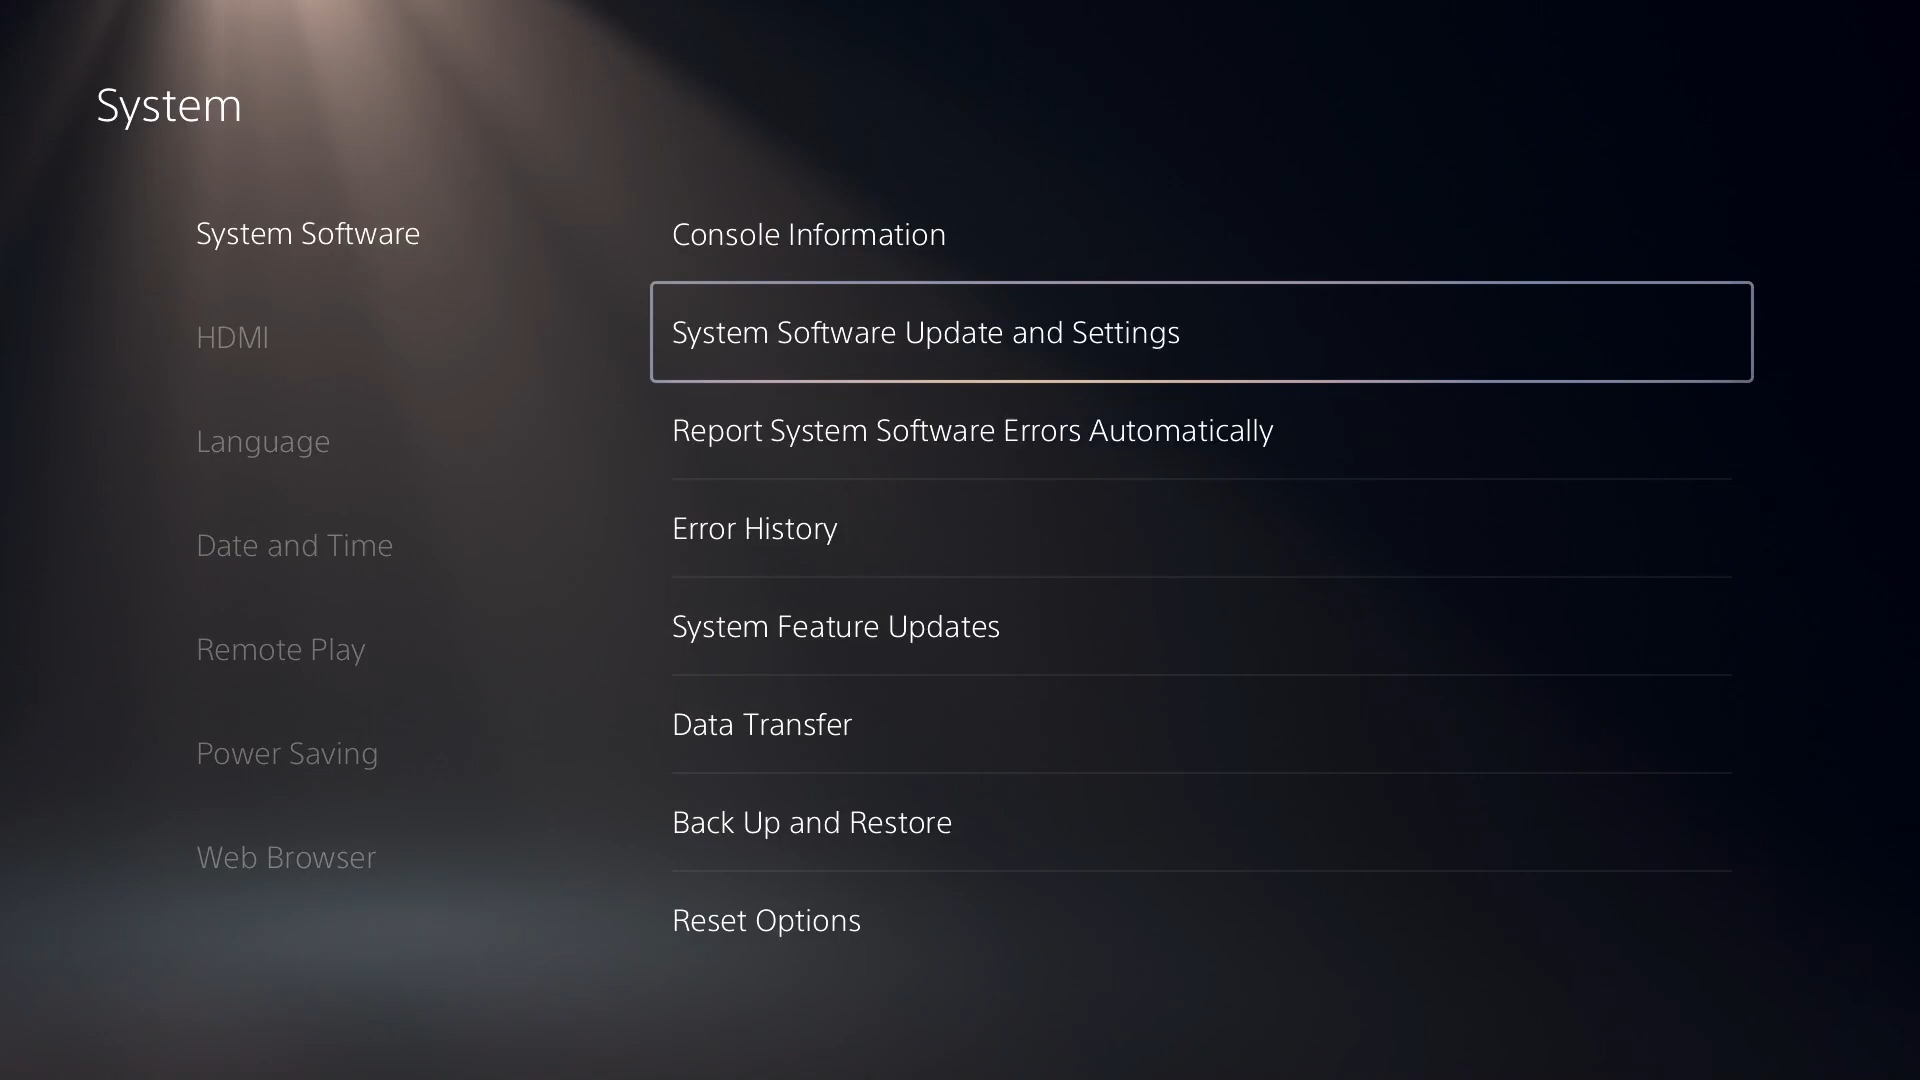 System
System Software
HDMI
Language
Date and Time
Remote Play
Power Saving
Web Browser
Console Information
System Software Update and Settings
Report System Software Errors Automatically
Error History
System Feature Updates
Data Transfer
Back Up and Restore
Reset Options